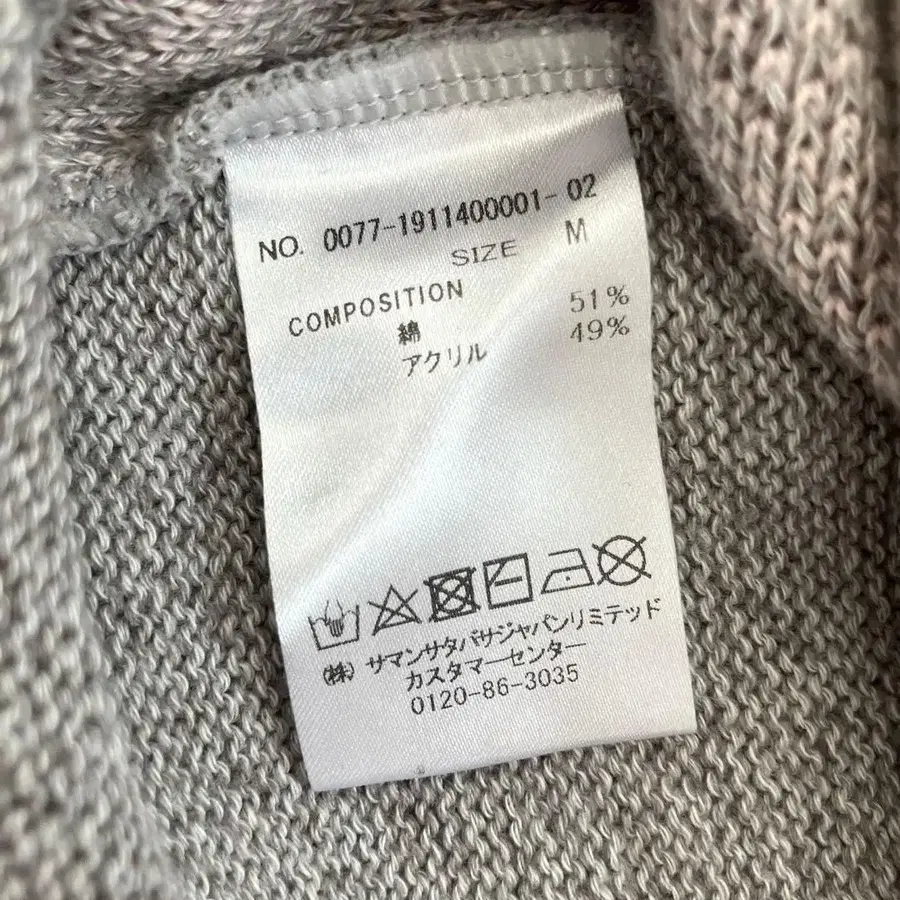 NO. 0077-1911400001-02
SIZE M
COMPOSITION
綿 51%
アクリル 49%
(株) サマンサタバサジャパンリミテッド
カスタマーセンター
0120-86-3035